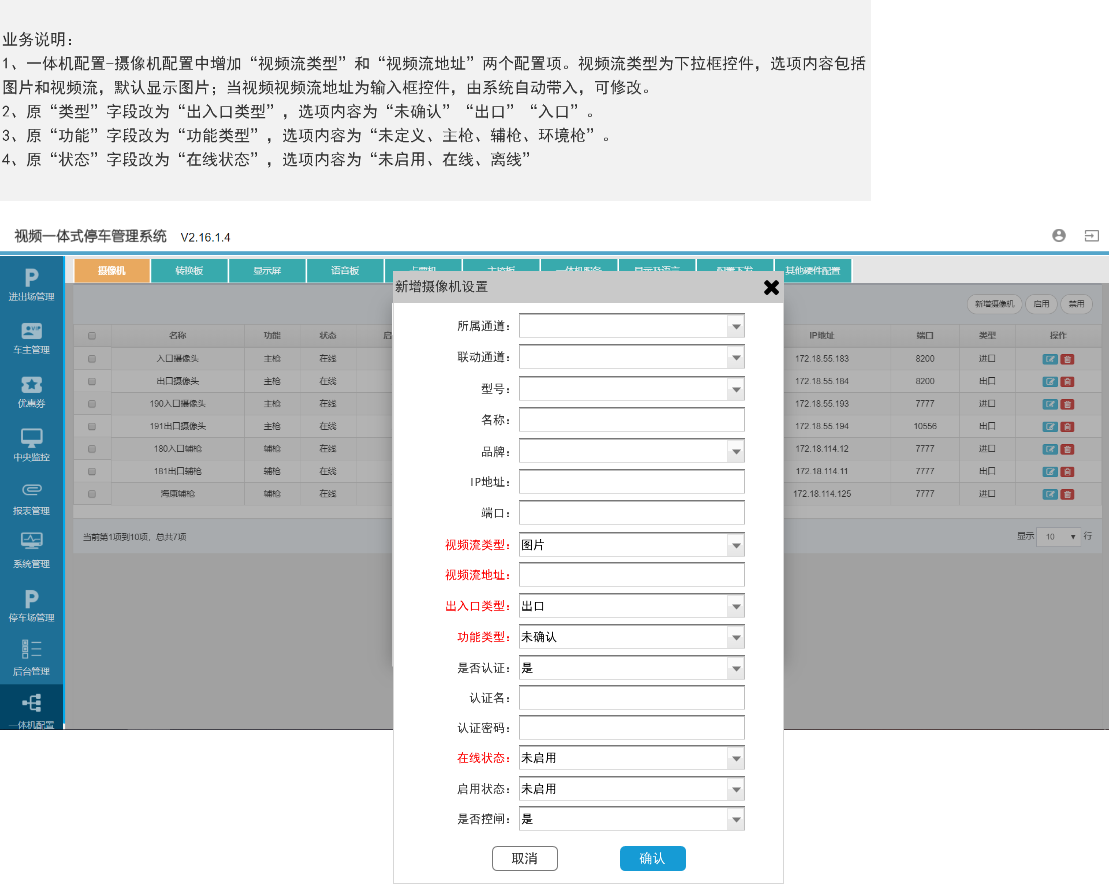 业务说明：
1、一体机配置-摄像机配置中增加“视频流类型”和“视频流地址”两个配置项。视频流类型为下拉框控件，选项内容包括
图片和视频流，默认显示图片；当视频视频流地址为输入框控件，由系统自动带入，可修改。
2、原“类型”字段改为“出入口类型”，选项内容为“未确认”“出口”“入口”。
3、原“功能”字段改为“功能类型”，选项内容为“未定义、主枪、辅枪、环境枪”。
4、原“状态”字段改为“在线状态”，选项内容为“未启用、在线、离线”
视频一体式停车管理系统 V2.16.1.4
摄像机 转换板 显示屏 语音板 其他硬件配置
新增摄像机设置
新增摄像机 启用 禁用
名称 功能 状态 IP地址 端口 类型 操作
入口摄像头 主枪 在线 172.18.55.183 8200 进口
出口摄像头 主枪 在线 172.18.55.184 8200 出口
190入口摄像头 主枪 在线 172.18.55.193 7777 进口
191出口摄像头 主枪 在线 172.18.55.194 10556 出口
180入口辅枪 辅枪 在线 172.18.114.12 7777 进口
181出口辅枪 辅枪 在线 172.18.114.11 7777 出口
辅枪 在线 172.18.114.125 7777 进口
当前第1项到10项，总共7项
显示 10 行
P
进出场管理
VIP
车主管理
优惠券
中央监控
报表管理
系统管理
P
停车场管理
后台管理
一体机配置
所属通道：
联动通道：
型号：
名称：
品牌：
IP地址：
端口：
视频流类型： 图片
视频流地址：
出入口类型： 出口
功能类型： 未确认
是否认证： 是
认证名：
认证密码：
在线状态： 未启用
启用状态： 未启用
是否控闸： 是
取消 确认